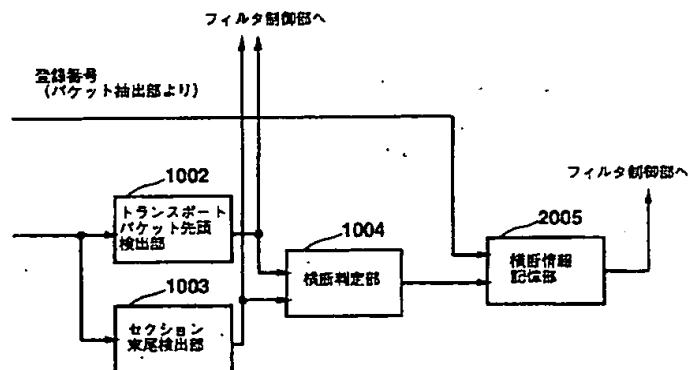 フィルタ制御部へ
登録番号
（パケット抽出部より）
フィルタ制御部へ
1002
トランスポート
パケット先頭
検出部
1004
横断判定部
2005
横断情報
記憶部
1003
セクション
末尾検出部